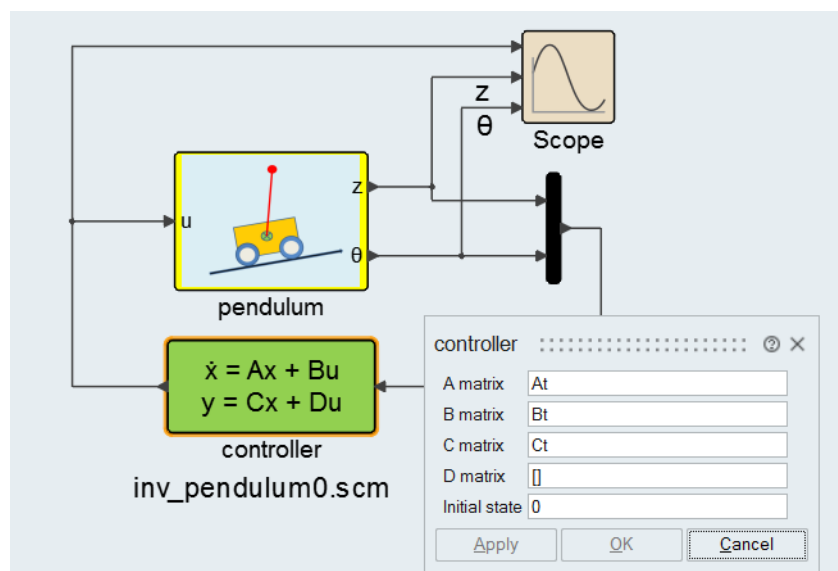 z
θ
Scope
u
z
θ
pendulum
ẋ = Ax + Bu
y = Cx + Du
controller
inv_pendulum0.scm
controller
A matrix At
B matrix Bt
C matrix Ct
D matrix []
Initial state 0
Apply OK Cancel